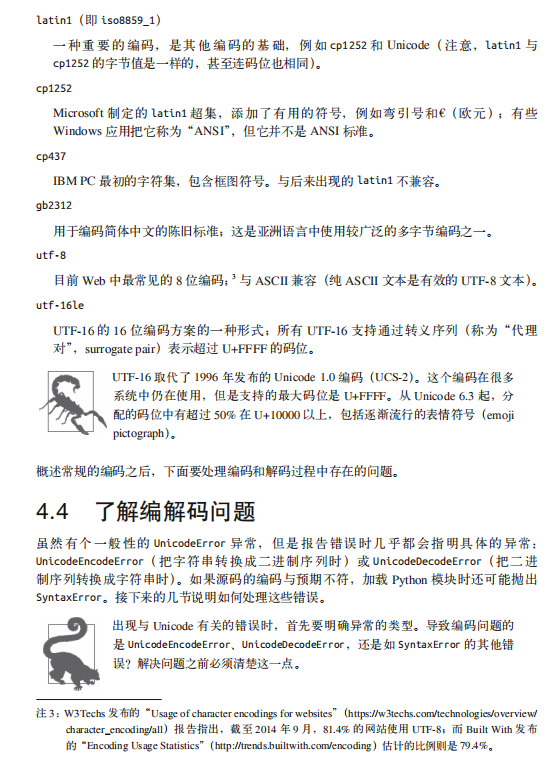 latin1（即 iso8859_1）
一种重要的编码，是其他编码的基础，例如 cp1252 和 Unicode（注意，latin1 与
cp1252 的字节值是一样的，甚至连码位也相同）。
cp1252
Microsoft 制定的 latin1 超集，添加了有用的符号，例如弯引号和€（欧元）；有些
Windows 应用把它称为“ANSI”，但它并不是 ANSI 标准。
cp437
IBM PC 最初的字符集，包含框图符号。与后来出现的 latin1 不兼容。
gb2312
用于编码简体中文的陈旧标准；这是亚洲语言中使用较广泛的多字节编码之一。
utf-8
目前 Web 中最常见的 8 位编码；3 与 ASCII 兼容（纯 ASCII 文本是有效的 UTF-8 文本）。
utf-16le
UTF-16 的 16 位编码方案的一种形式；所有 UTF-16 支持通过转义序列（称为“代理
对”，surrogate pair）表示超过 U+FFFF 的码位。
UTF-16 取代了 1996 年发布的 Unicode 1.0 编码（UCS-2）。这个编码在很多
系统中仍在使用，但是支持的最大码位是 U+FFFF。从 Unicode 6.3 起，分
配的码位中有超过 50% 在 U+10000 以上，包括逐渐流行的表情符号（emoji
pictograph）。
概述常规的编码之后，下面要处理编码和解码过程中存在的问题。
4.4 了解编解码问题
虽然有个一般性的 UnicodeError 异常，但是报告错误时几乎都会指明具体的异常：
UnicodeEncodeError（把字符串转换成二进制序列时）或 UnicodeDecodeError（把二进
制序列转换成字符串时）。如果源码的编码与预期不符，加载 Python 模块时还可能抛出
SyntaxError。接下来的几节说明如何处理这些错误。
出现与 Unicode 有关的错误时，首先要明确异常的类型。导致编码问题的
是 UnicodeEncodeError、UnicodeDecodeError，还是如 SyntaxError 的其他错
误？解决问题之前必须清楚这一点。
注 3：W3Techs 发布的“Usage of character encodings for websites”（https://w3techs.com/technologies/overview/
character_encoding/all）报告指出，截至 2014 年 9 月，81.4% 的网站使用 UTF-8；而 Built With 发布
的“Encoding Usage Statistics”（http://trends.builtwith.com/encoding）估计的比例则是 79.4%。